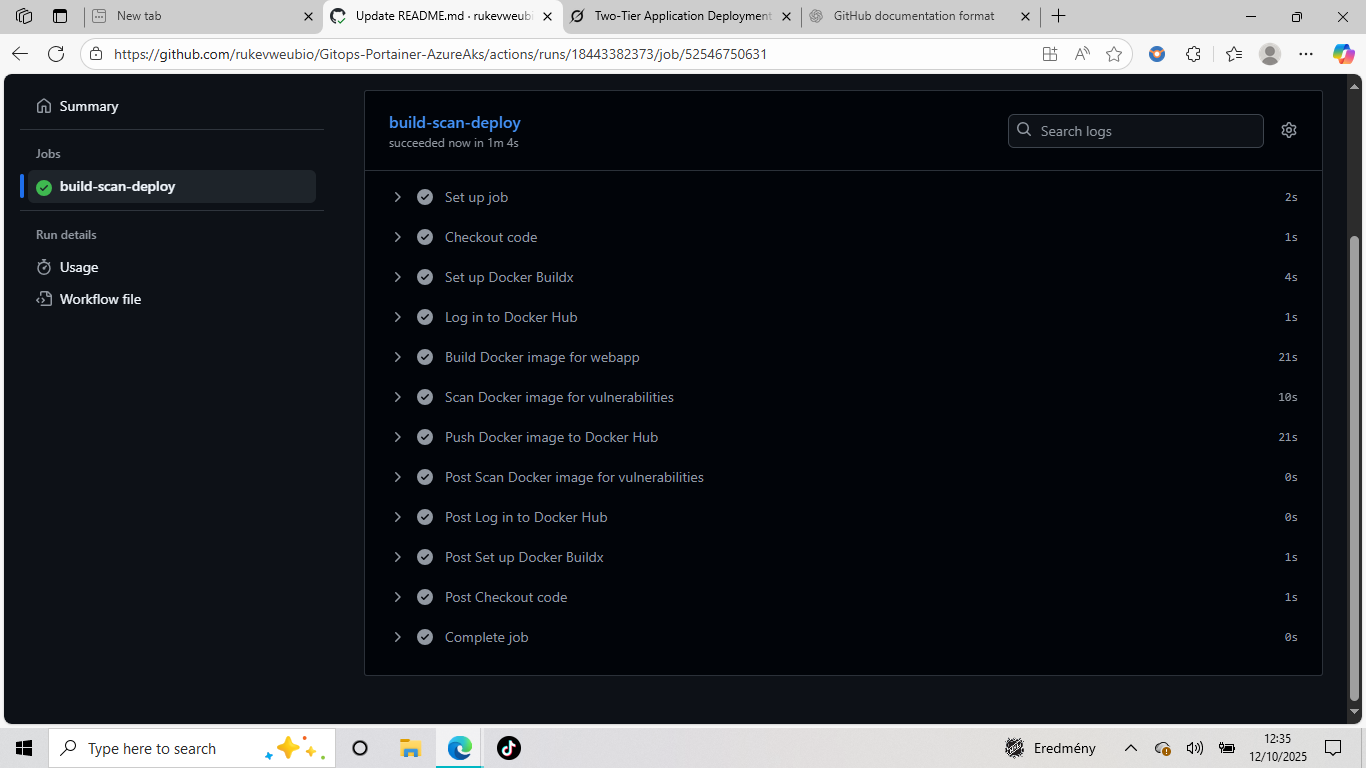 New tab
Update README.md · rukevweubi
Two-Tier Application Deployment
GitHub documentation format
https://github.com/rukevweubio/Gitops-Portainer-AzureAks/actions/runs/18443382373/job/52546750631
Summary
Jobs
build-scan-deploy
Run details
Usage
Workflow file
build-scan-deploy
succeeded now in 1m 4s
Search logs
Set up job 2s
Checkout code 1s
Set up Docker Buildx 4s
Log in to Docker Hub 1s
Build Docker image for webapp 21s
Scan Docker image for vulnerabilities 10s
Push Docker image to Docker Hub 21s
Post Scan Docker image for vulnerabilities 0s
Post Log in to Docker Hub 0s
Post Set up Docker Buildx 1s
Post Checkout code 1s
Complete job 0s
Type here to search
Eredmény
12:35
12/10/2025